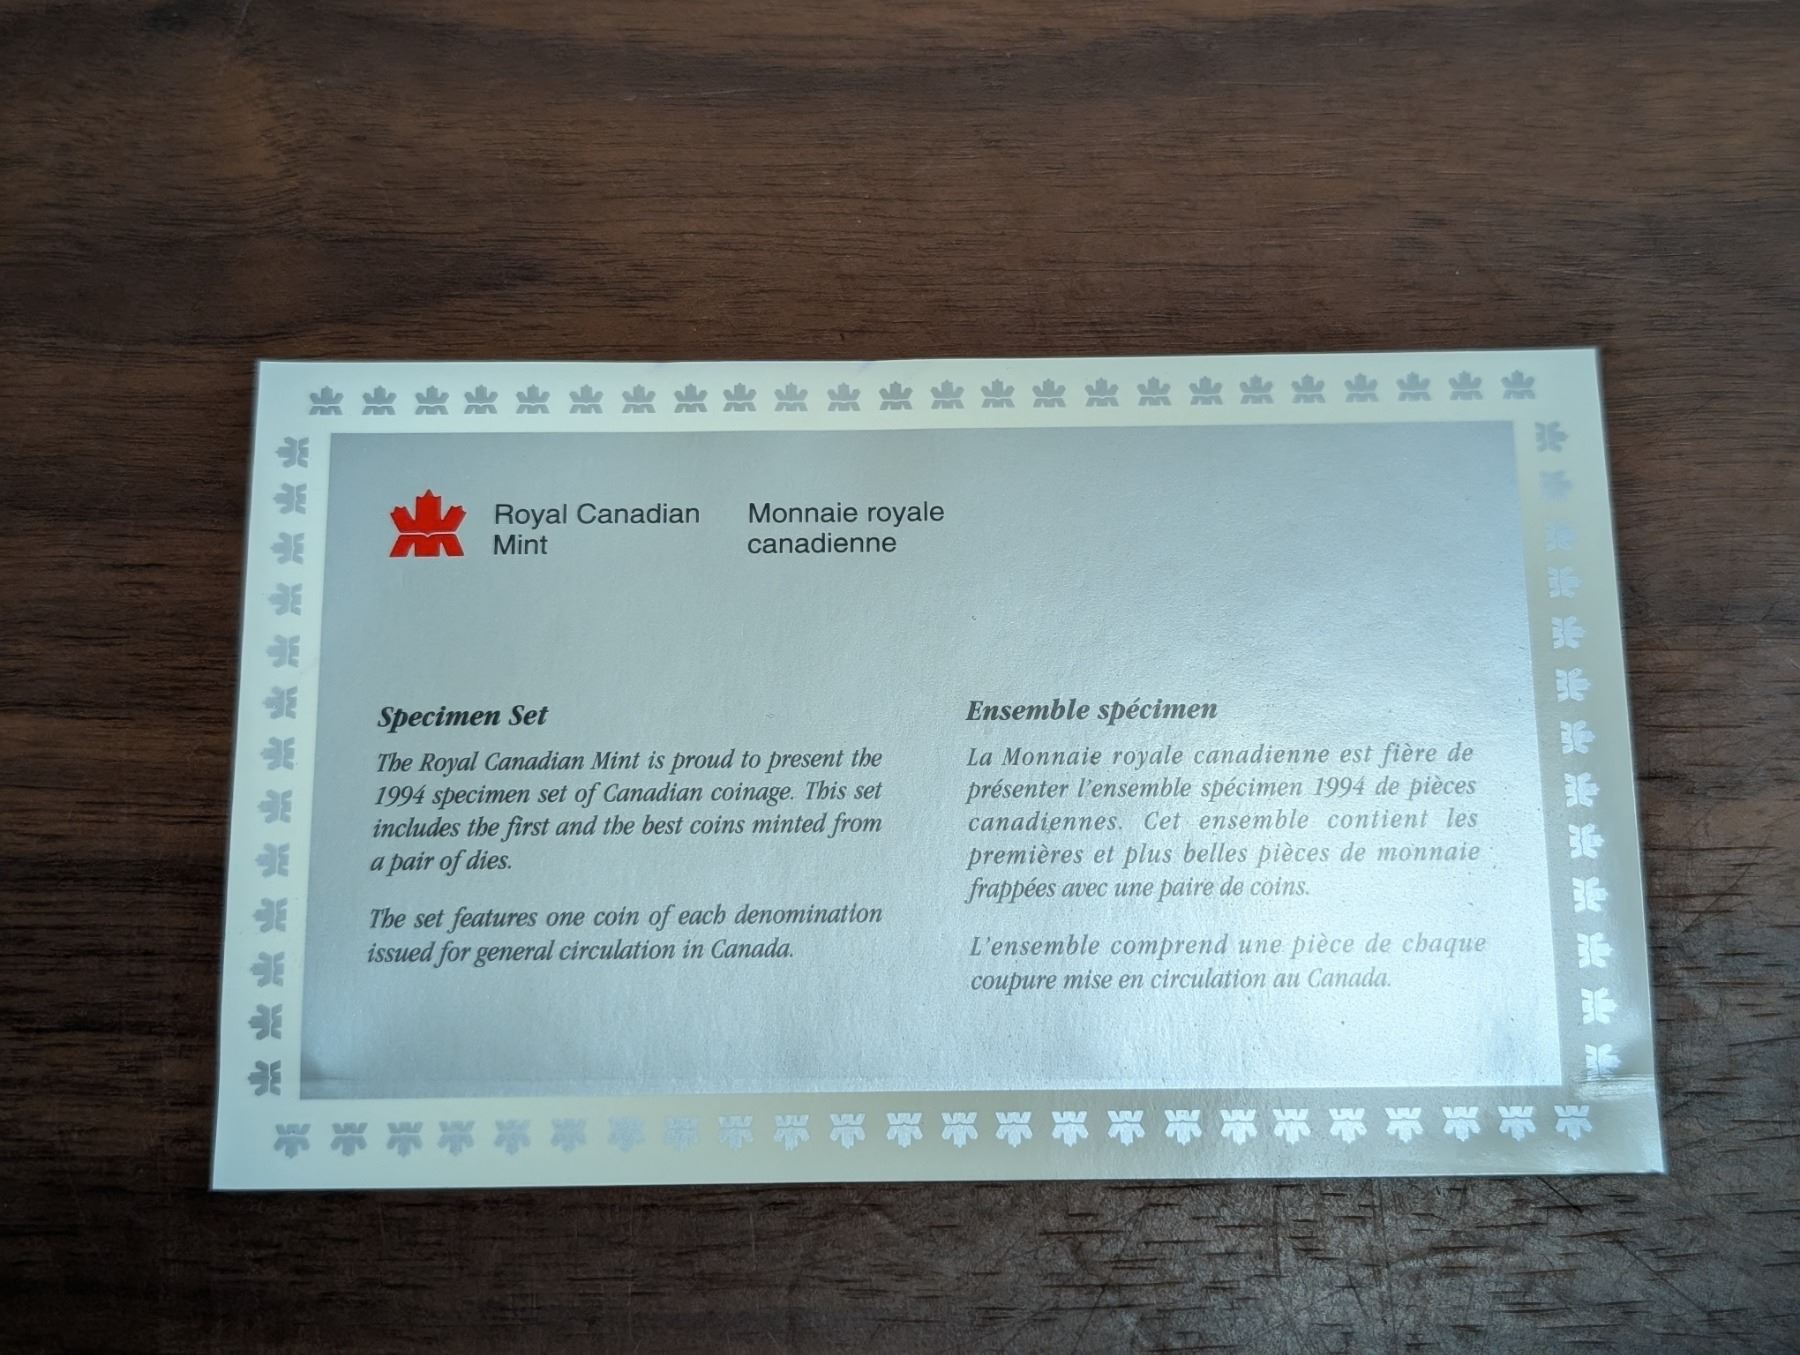 Royal Canadian
Mint
Monnaie royale
canadienne
Specimen Set
The Royal Canadian Mint is proud to present the
1994 specimen set of Canadian coinage. This set
includes the first and the best coins minted from
a pair of dies.
The set features one coin of each denomination
issued for general circulation in Canada.
Ensemble spécimen
La Monnaie royale canadienne est fière de
présenter l'ensemble spécimen 1994 de pièces
canadiennes. Cet ensemble contient les
premières et plus belles pièces de monnaie
frappées avec une paire de coins.
L'ensemble comprend une pièce de chaque
coupure mise en circulation au Canada.